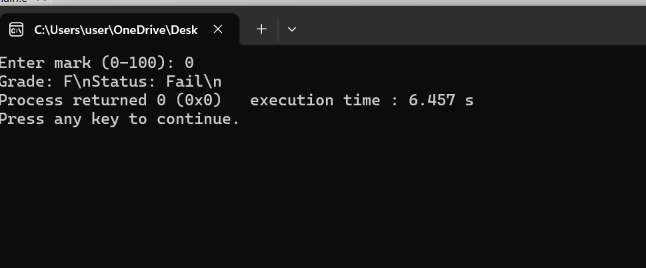 C:\Users\user\OneDrive\Desk
Enter mark (0-100): 0
Grade: F\nStatus: Fail\n
Process returned 0 (0x0)   execution time : 6.457 s
Press any key to continue.